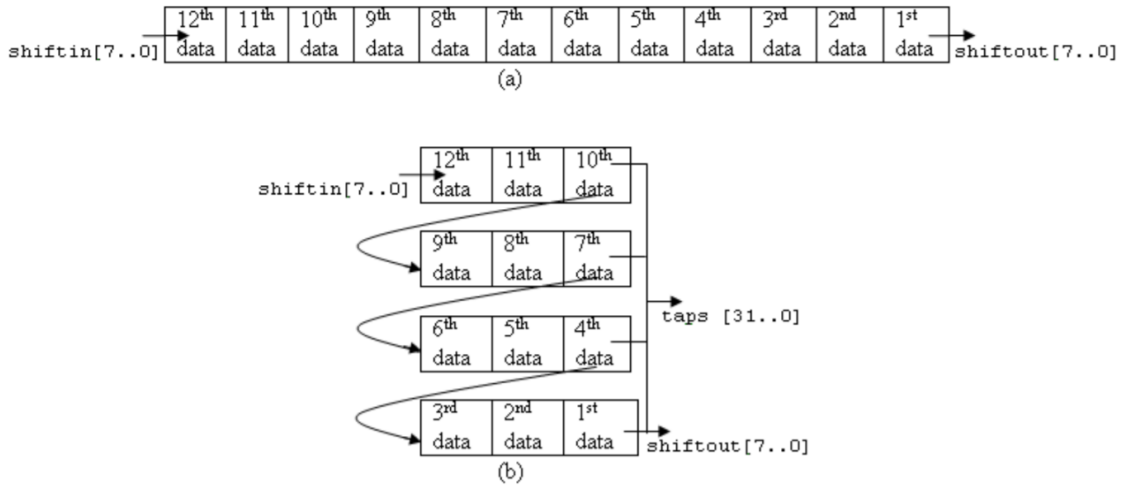 12th 11th 10th 9th 8th 7th 6th 5th 4th 3rd 2nd 1st
data data data data data data data data data data data data
shiftin[7..0] shiftout[7..0]
(a)
12th 11th 10th
data data data
shiftin[7..0]
9th 8th 7th
data data data
taps [31..0]
6th 5th 4th
data data data
3rd 2nd 1st
data data data
shiftout[7..0]
(b)